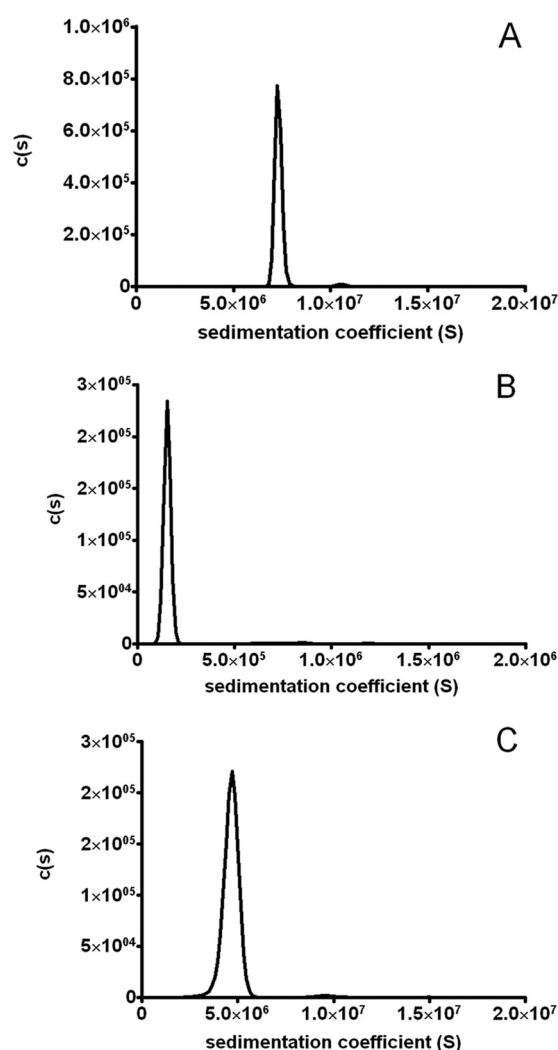 A
1.0×10⁶
8.0×10⁵
6.0×10⁵
4.0×10⁵
2.0×10⁵
0
c(s)
0 5.0×10⁶ 1.0×10⁷ 1.5×10⁷ 2.0×10⁷
sedimentation coefficient (S)
B
3×10⁰⁵
2×10⁰⁵
2×10⁰⁵
1×10⁰⁵
5×10⁰⁴
0
c(s)
0 5.0×10⁵ 1.0×10⁶ 1.5×10⁶ 2.0×10⁶
sedimentation coefficient (S)
C
3×10⁰⁵
2×10⁰⁵
2×10⁰⁵
1×10⁰⁵
5×10⁰⁴
0
c(s)
0 5.0×10⁶ 1.0×10⁷ 1.5×10⁷ 2.0×10⁷
sedimentation coefficient (S)